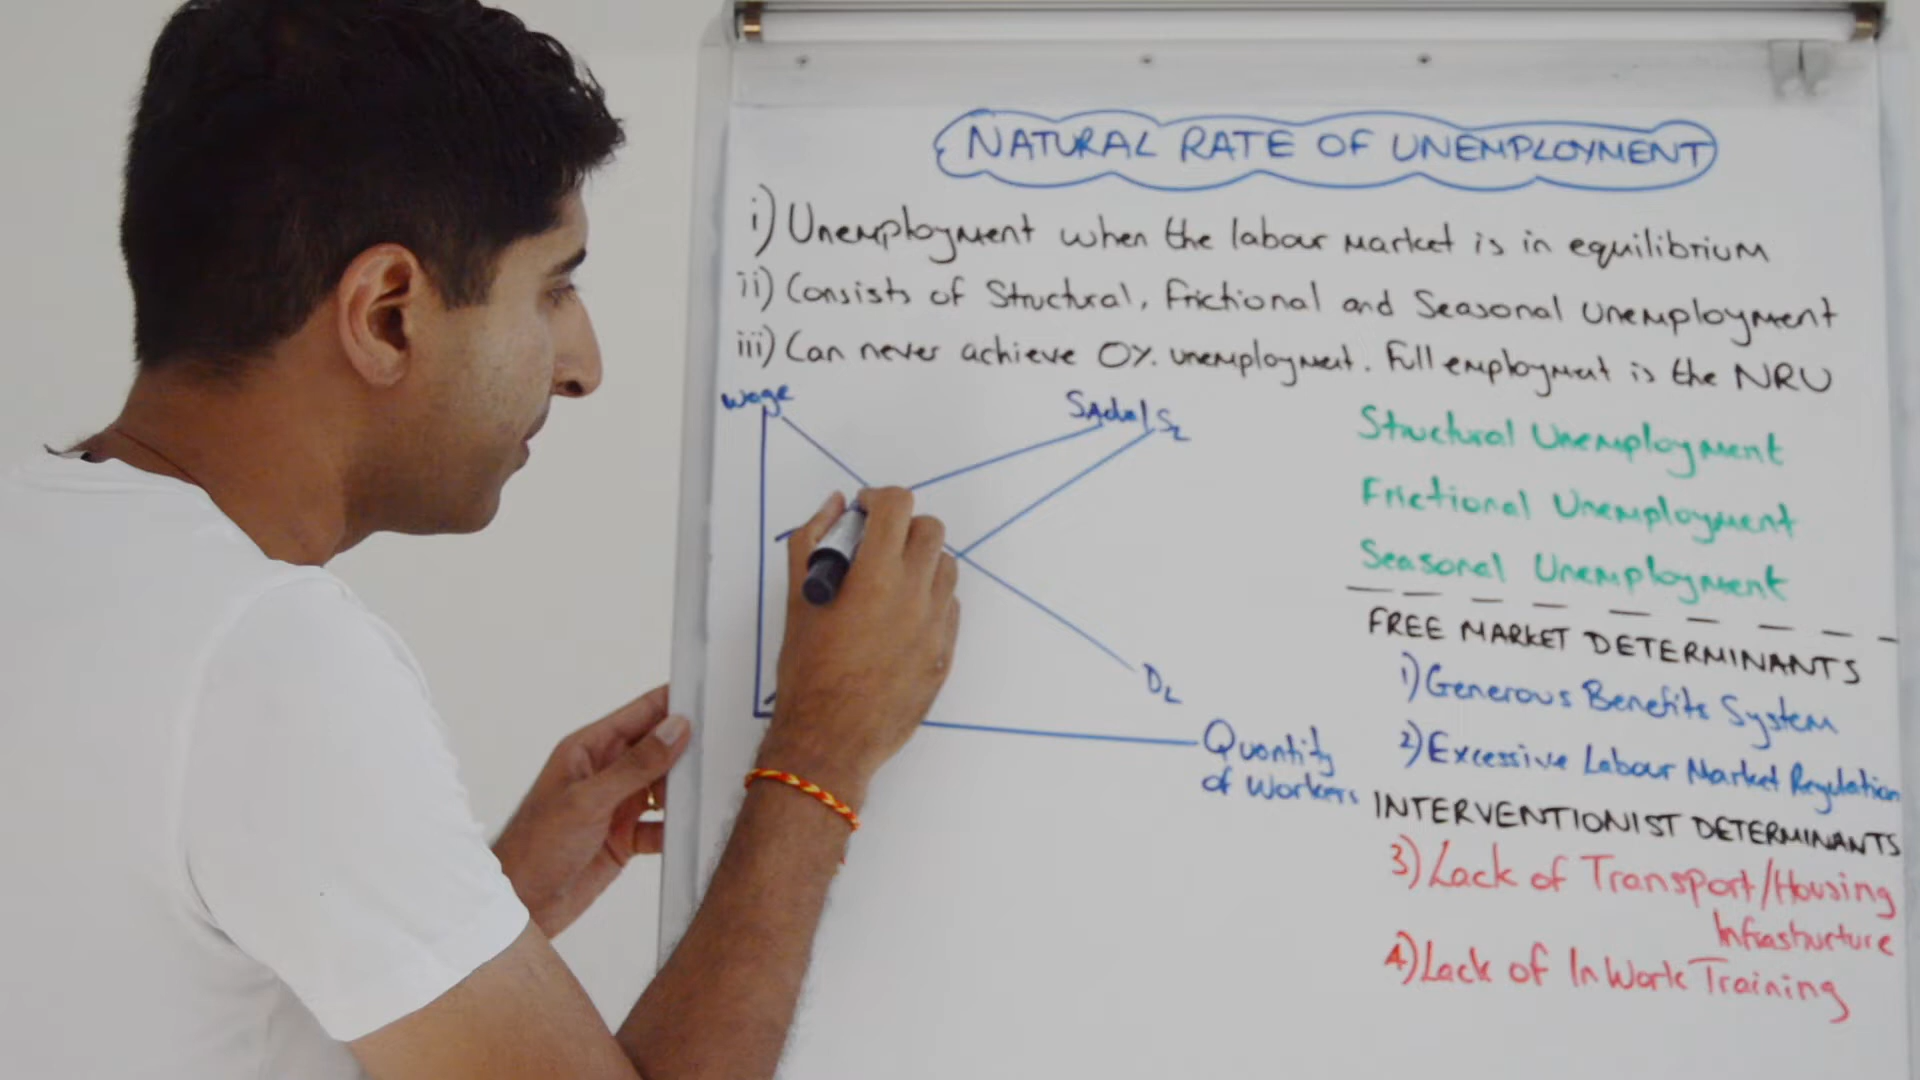 NATURAL RATE OF UNEMPLOYMENT
i) Unemployment when the labour market is in equilibrium
ii) Consists of Structural, Frictional and Seasonal Unemployment
iii) Can never achieve 0% unemployment. Full employment is the NRU
Wage
SActual
SL
DL
Quantity
of Workers
Structural Unemployment
Frictional Unemployment
Seasonal Unemployment
FREE MARKET DETERMINANTS
1) Generous Benefits System
2) Excessive Labour Market Regulation
INTERVENTIONIST DETERMINANTS
3) Lack of Transport/Housing
Infrastructure
4) Lack of In Work Training